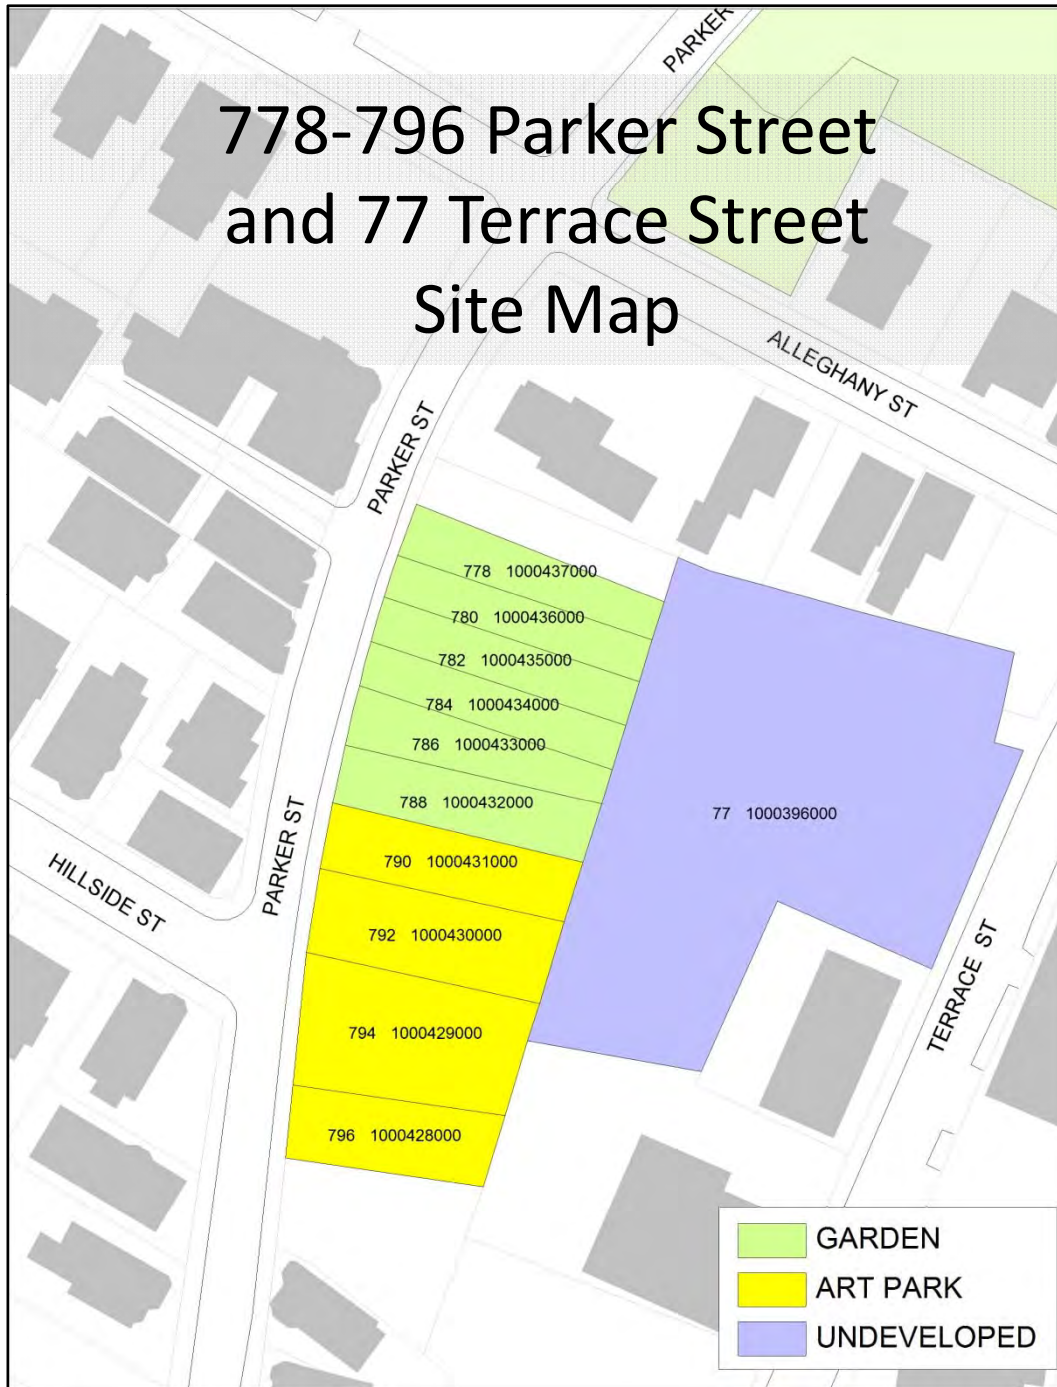 PARKER
778-796 Parker Street
and 77 Terrace Street
Site Map
ALLEGHANY ST
PARKER ST
778 1000437000
780 1000436000
782 1000435000
784 1000434000
786 1000433000
788 1000432000
77 1000396000
790 1000431000
PARKER ST
HILLSIDE ST
792 1000430000
TERRACE ST
794 1000429000
796 1000428000
GARDEN
ART PARK
UNDEVELOPED